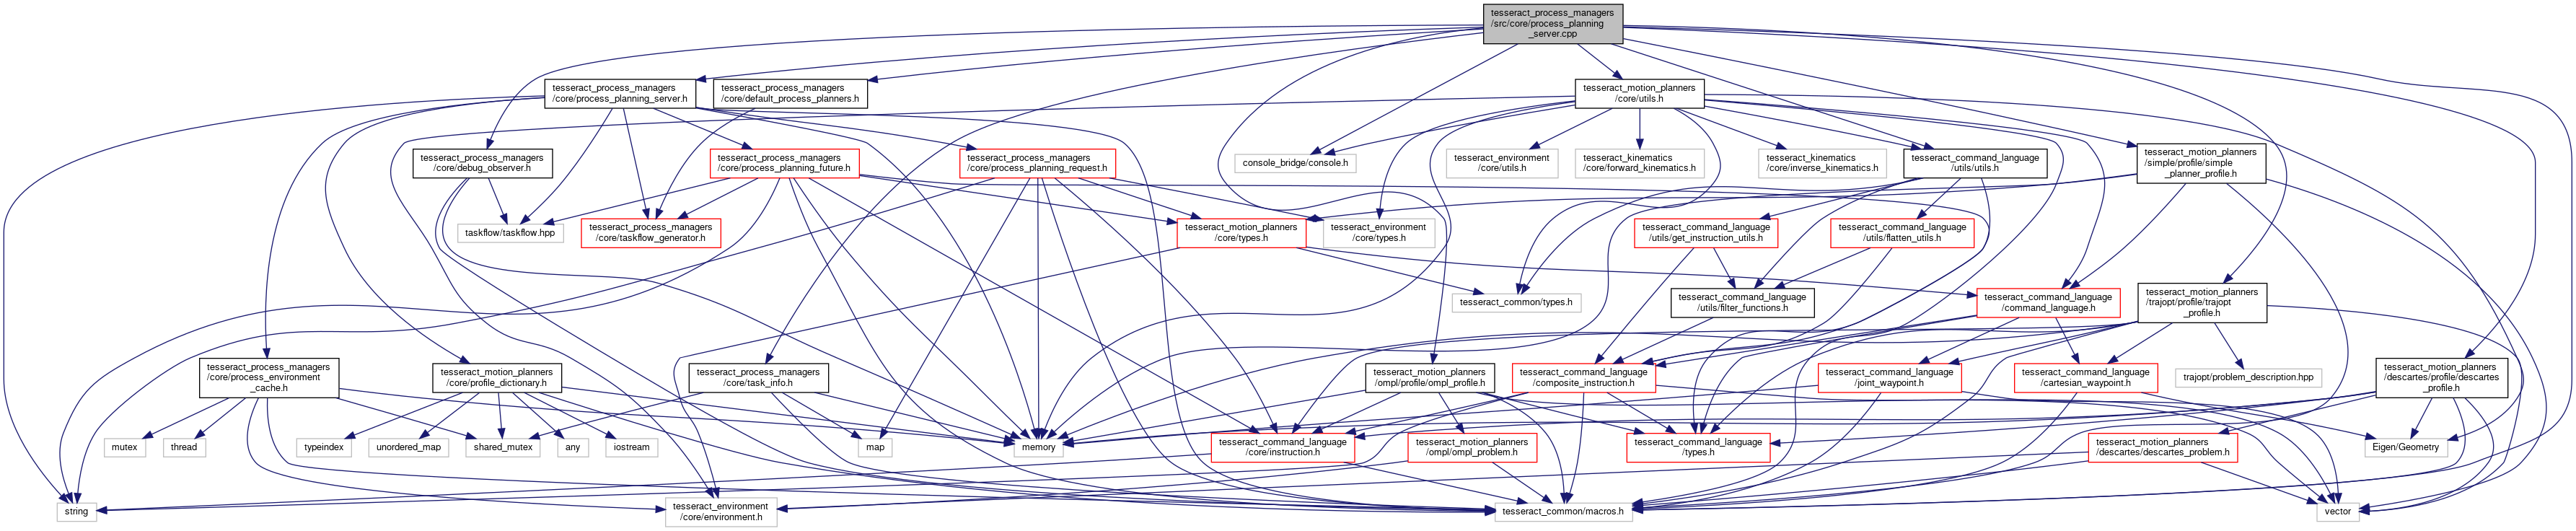 tesseract_process_managers
/src/core/process_planning
_server.cpp
tesseract_process_managers
/core/process_planning_server.h
tesseract_process_managers
/core/default_process_planners.h
tesseract_motion_planners
/core/utils.h
tesseract_process_managers
/core/debug_observer.h
tesseract_process_managers
/core/process_planning_future.h
tesseract_process_managers
/core/process_planning_request.h
console_bridge/console.h
tesseract_environment
/core/utils.h
tesseract_kinematics
/core/forward_kinematics.h
tesseract_kinematics
/core/inverse_kinematics.h
tesseract_command_language
/utils/utils.h
tesseract_motion_planners
/simple/profile/simple
_planner_profile.h
taskflow/taskflow.hpp
tesseract_process_managers
/core/taskflow_generator.h
tesseract_motion_planners
/core/types.h
tesseract_environment
/core/types.h
tesseract_command_language
/utils/get_instruction_utils.h
tesseract_command_language
/utils/flatten_utils.h
tesseract_common/types.h
tesseract_command_language
/utils/filter_functions.h
tesseract_command_language
/command_language.h
tesseract_motion_planners
/trajopt/profile/trajopt
_profile.h
tesseract_process_managers
/core/process_environment
_cache.h
tesseract_motion_planners
/core/profile_dictionary.h
tesseract_process_managers
/core/task_info.h
tesseract_motion_planners
/ompl/profile/ompl_profile.h
tesseract_command_language
/composite_instruction.h
tesseract_command_language
/joint_waypoint.h
tesseract_command_language
/cartesian_waypoint.h
trajopt/problem_description.hpp
tesseract_motion_planners
/descartes/profile/descartes
_profile.h
mutex
thread
typeindex
unordered_map
shared_mutex
any
iostream
map
memory
tesseract_command_language
/core/instruction.h
tesseract_motion_planners
/ompl/ompl_problem.h
tesseract_command_language
/types.h
tesseract_motion_planners
/descartes/descartes_problem.h
Eigen/Geometry
string
tesseract_environment
/core/environment.h
tesseract_common/macros.h
vector